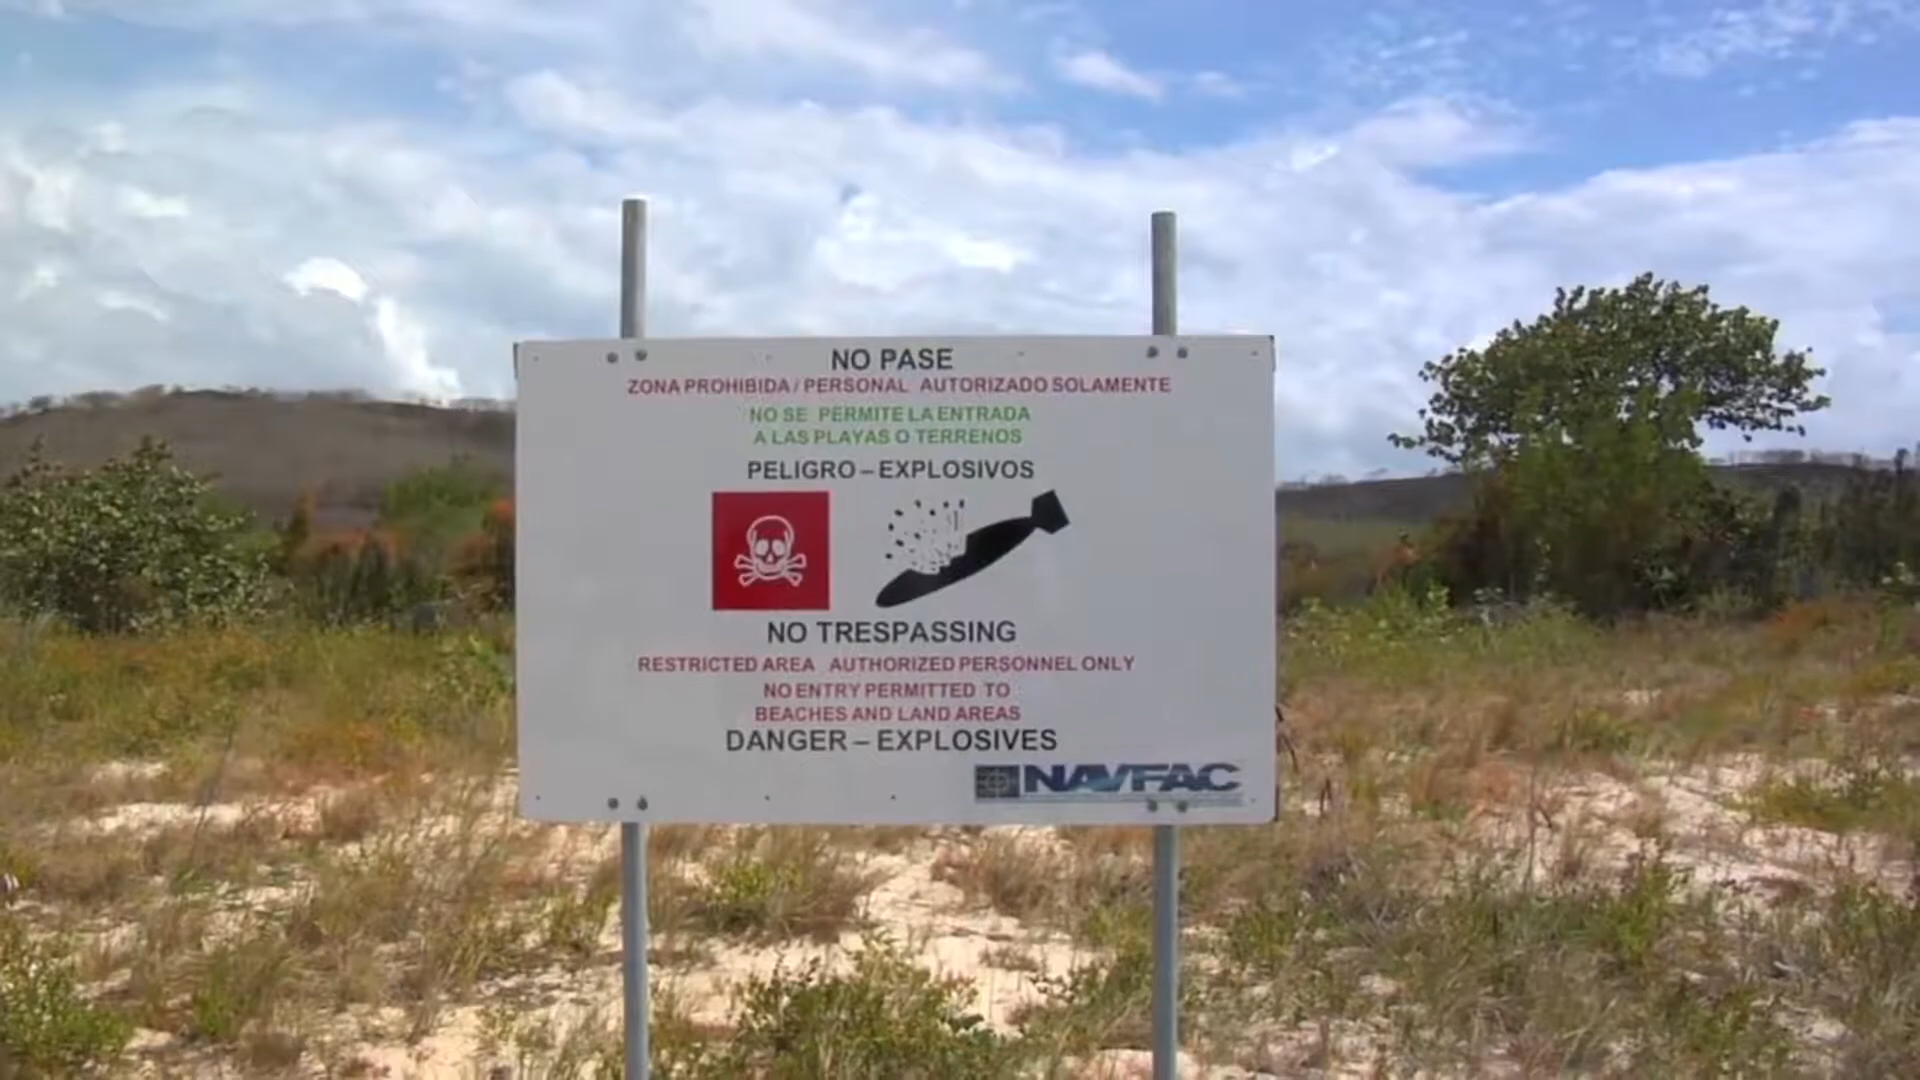 NO PASE
ZONA PROHIBIDA / PERSONAL AUTORIZADO SOLAMENTE
NO SE PERMITE LA ENTRADA
A LAS PLAYAS O TERRENOS
PELIGRO – EXPLOSIVOS
NO TRESPASSING
RESTRICTED AREA AUTHORIZED PERSONNEL ONLY
NO ENTRY PERMITTED TO
BEACHES AND LAND AREAS
DANGER – EXPLOSIVES
NAVFAC